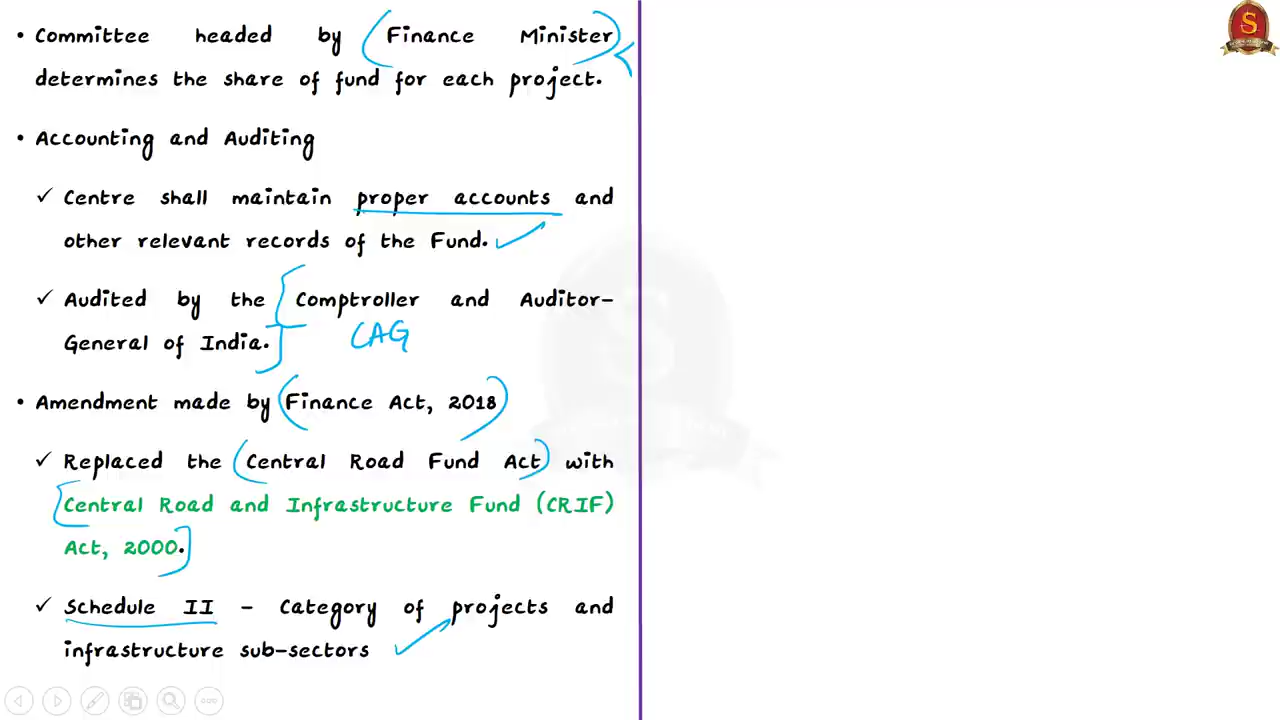 • Committee headed by Finance Minister
determines the share of fund for each project.
• Accounting and Auditing
✓ Centre shall maintain proper accounts and
other relevant records of the Fund.
✓ Audited by the Comptroller and Auditor-
General of India.
CAG
• Amendment made by Finance Act, 2018
✓ Replaced the Central Road Fund Act with
Central Road and Infrastructure Fund (CRIF)
Act, 2000.
✓ Schedule II - Category of projects and
infrastructure sub-sectors
S